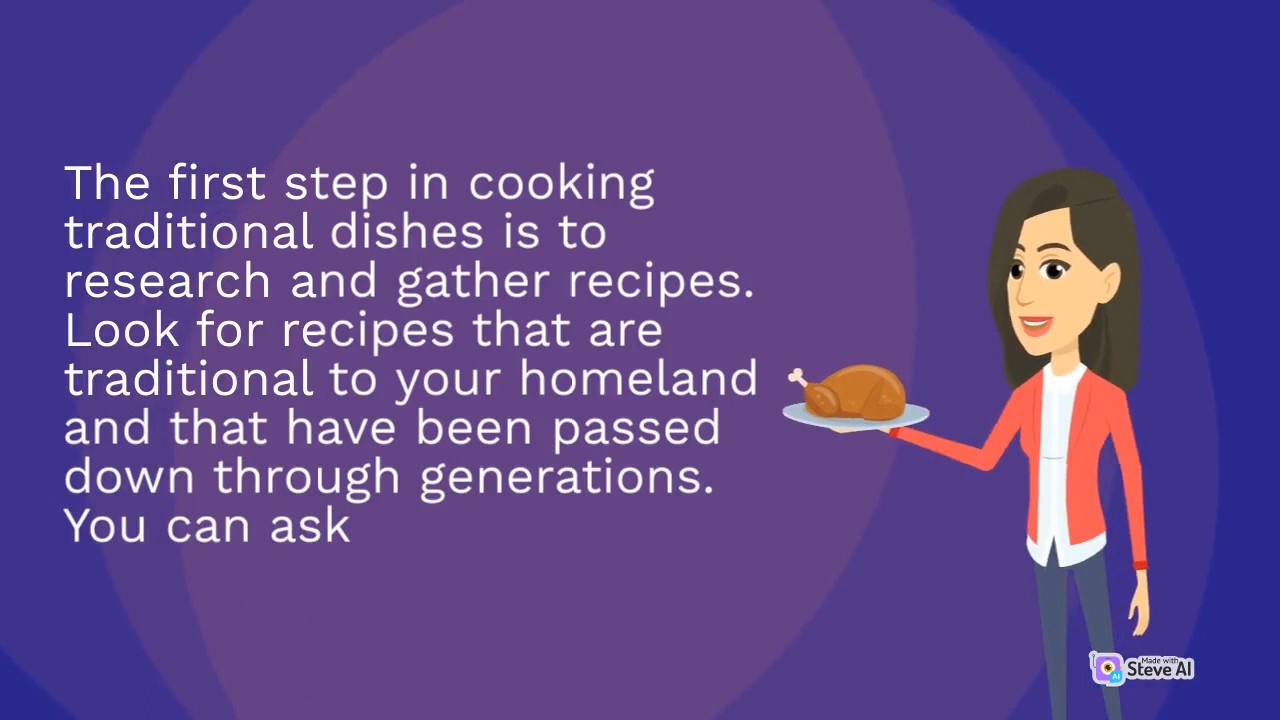 The first step in cooking
traditional dishes is to
research and gather recipes.
Look for recipes that are
traditional to your homeland
and that have been passed
down through generations.
You can ask
Made with
Steve AI
AI